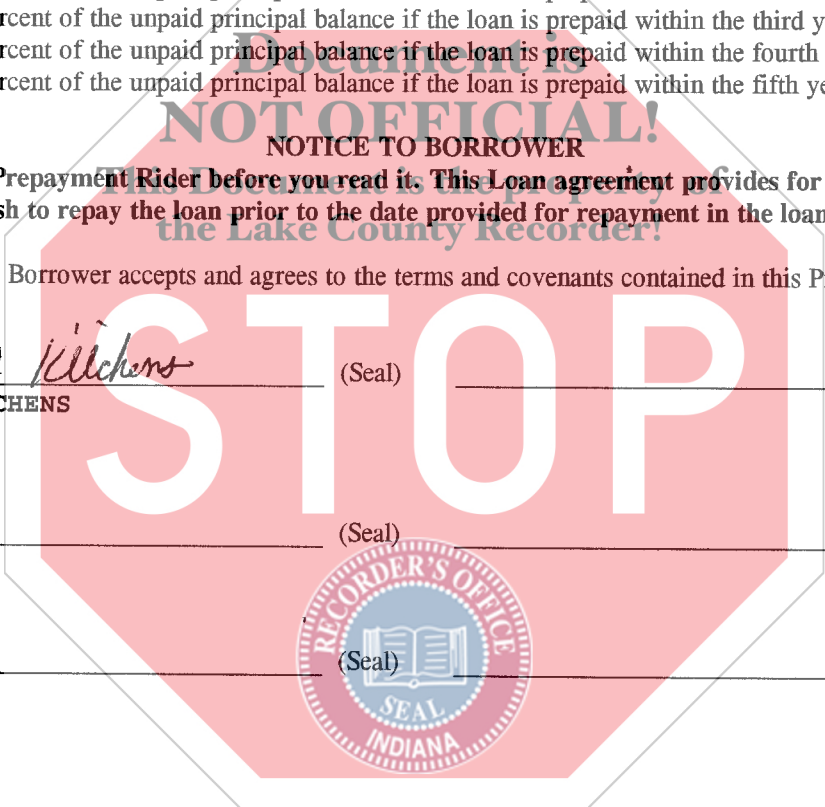 rcent of the unpaid principal balance if the loan is prepaid within the third y
rcent of the unpaid principal balance if the loan is prepaid within the fourth
rcent of the unpaid principal balance if the loan is prepaid within the fifth ye
Document is
NOT OFFICIAL!
NOTICE TO BORROWER
This Document is the property of
Prepayment Rider before you read it. This Loan agreement provides for
sh to repay the loan prior to the date provided for repayment in the loan
the Lake County Recorder!
Borrower accepts and agrees to the terms and covenants contained in this P
STOP
Kitchens (Seal)
CHENS
(Seal)
RECORDER'S OFFICE
(Seal)
SEAL
INDIANA